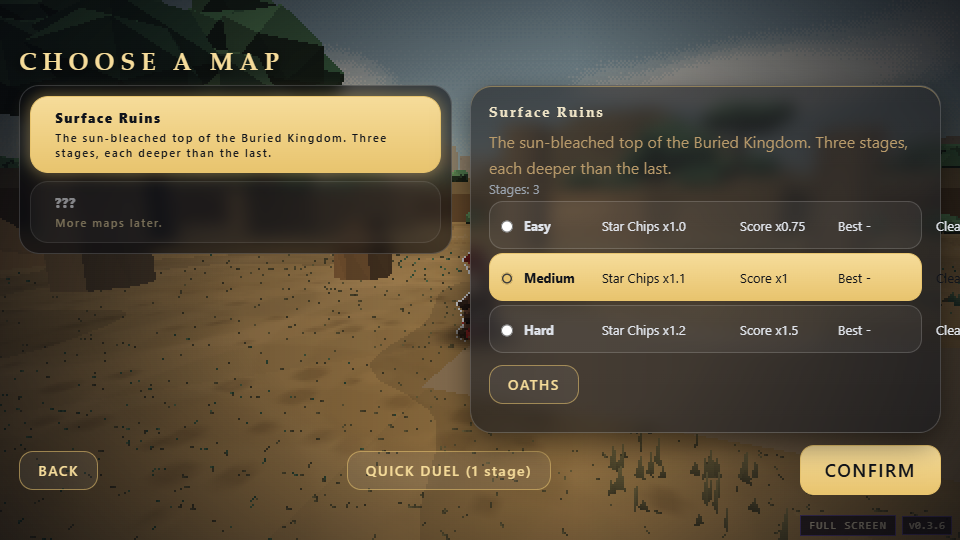 CHOOSE A MAP
Surface Ruins
The sun-bleached top of the Buried Kingdom. Three
stages, each deeper than the last.
???
More maps later.
Surface Ruins
The sun-bleached top of the Buried Kingdom. Three stages,
each deeper than the last.
Stages: 3
Easy Star Chips x1.0 Score x0.75 Best - Clea
Medium Star Chips x1.1 Score x1 Best - Clea
Hard Star Chips x1.2 Score x1.5 Best - Clea
OATHS
BACK
QUICK DUEL (1 stage)
CONFIRM
FULL SCREEN
v0.3.6